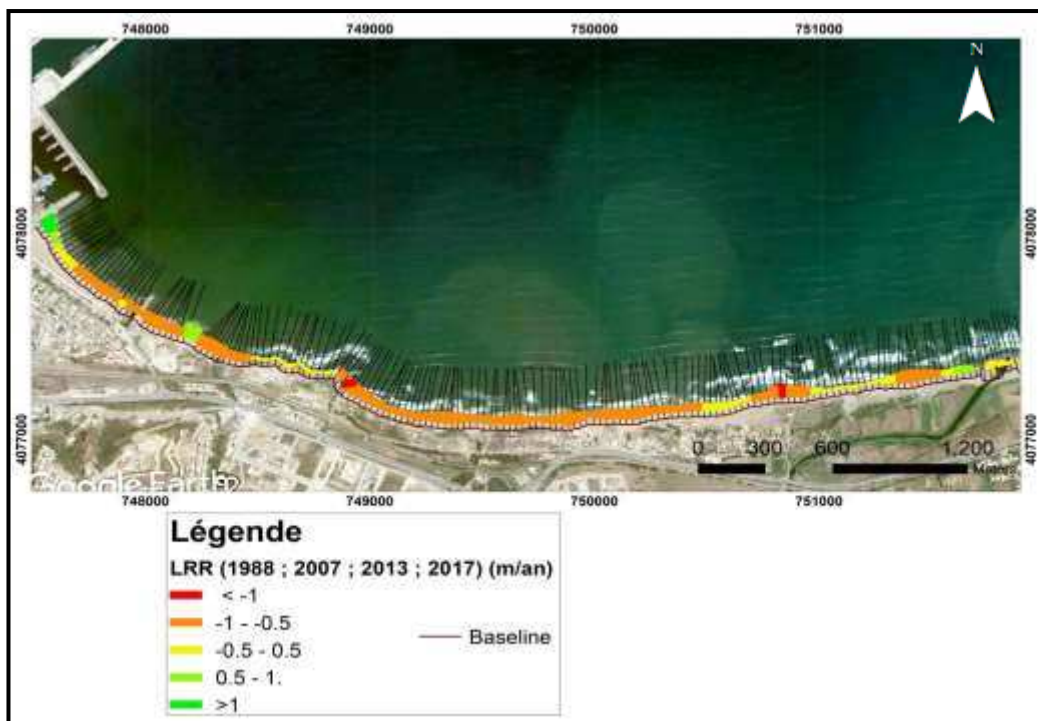 748000 749000 750000 751000
N
4078000 4078000
4077000 4077000
0 300 600 1.200
Meters
Google Earth
748000 749000 750000 751000
Légende
LRR (1988 ; 2007 ; 2013 ; 2017) (m/an)
< -1
-1 - -0.5
-0.5 - 0.5
Baseline
0.5 - 1.
>1